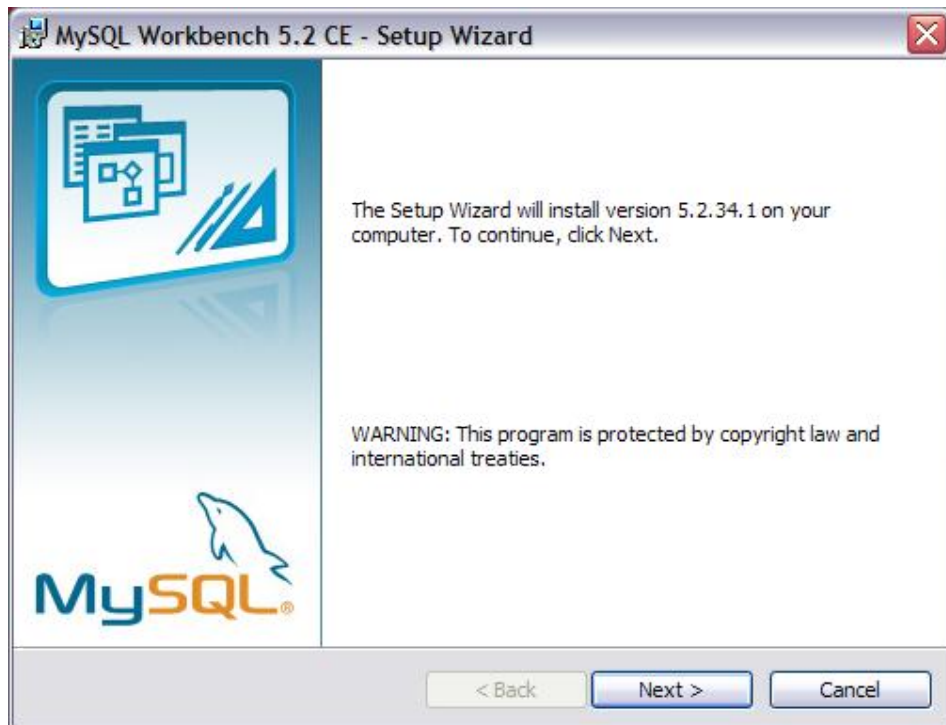 MySQL Workbench 5.2 CE - Setup Wizard
The Setup Wizard will install version 5.2.34.1 on your
computer. To continue, click Next.
WARNING: This program is protected by copyright law and
international treaties.
MySQL®
< Back
Next >
Cancel